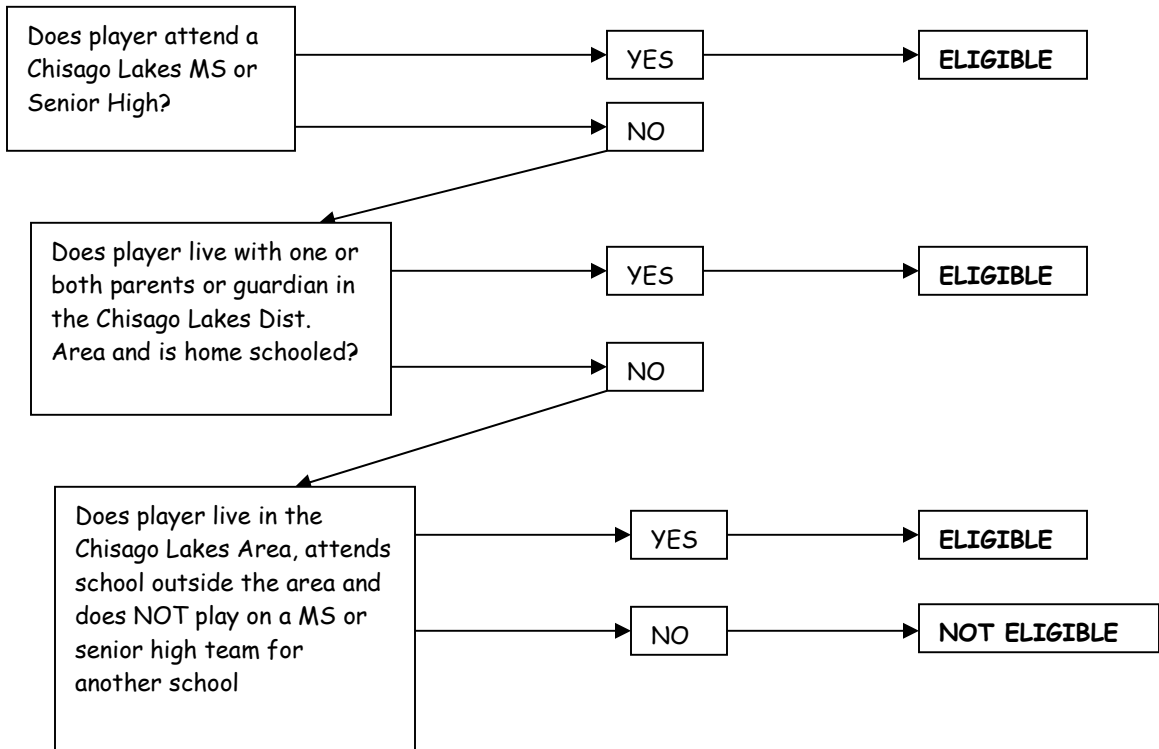 Does player attend a
Chisago Lakes MS or
Senior High?
YES
ELIGIBLE
NO
Does player live with one or
both parents or guardian in
the Chisago Lakes Dist.
Area and is home schooled?
YES
ELIGIBLE
NO
Does player live in the
Chisago Lakes Area, attends
school outside the area and
does NOT play on a MS or
senior high team for
another school
YES
ELIGIBLE
NO
NOT ELIGIBLE